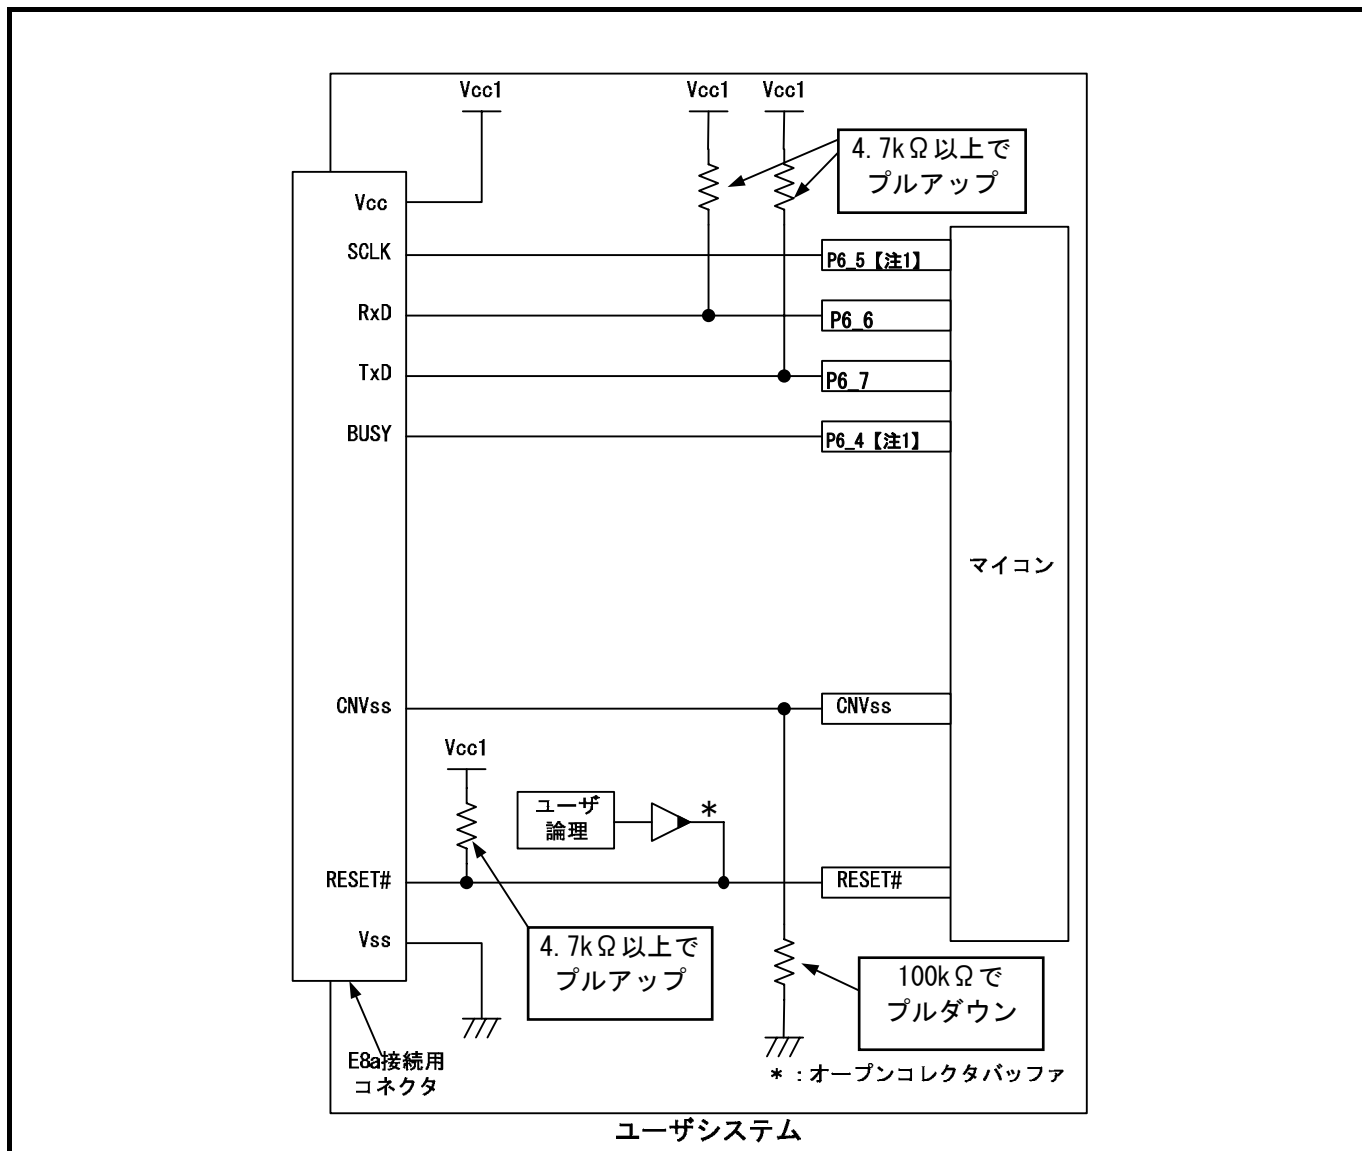 Vcc1
Vcc1
Vcc1
4.7kΩ以上で
プルアップ
Vcc
SCLK
P6_5【注1】
RxD
P6_6
TxD
P6_7
BUSY
P6_4【注1】
マイコン
CNVss
CNVss
Vcc1
ユーザ
論理
*
RESET#
RESET#
Vss
4.7kΩ以上で
プルアップ
100kΩで
プルダウン
E8a接続用
コネクタ
* :オープンコレクタバッファ
ユーザシステム